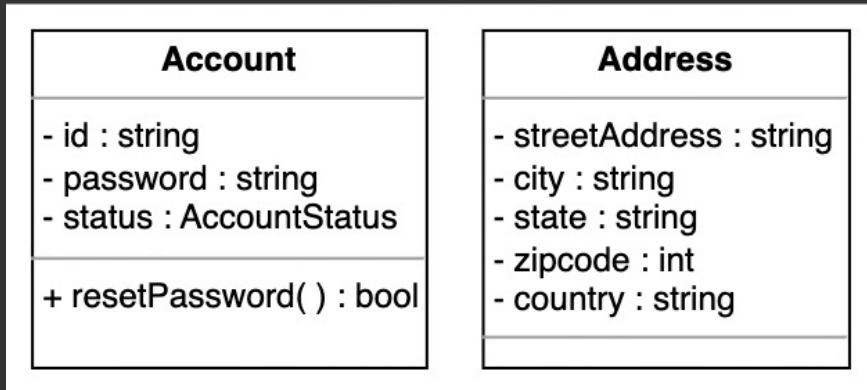 Account
- id : string
- password : string
- status : AccountStatus
+ resetPassword( ) : bool
Address
- streetAddress : string
- city : string
- state : string
- zipcode : int
- country : string